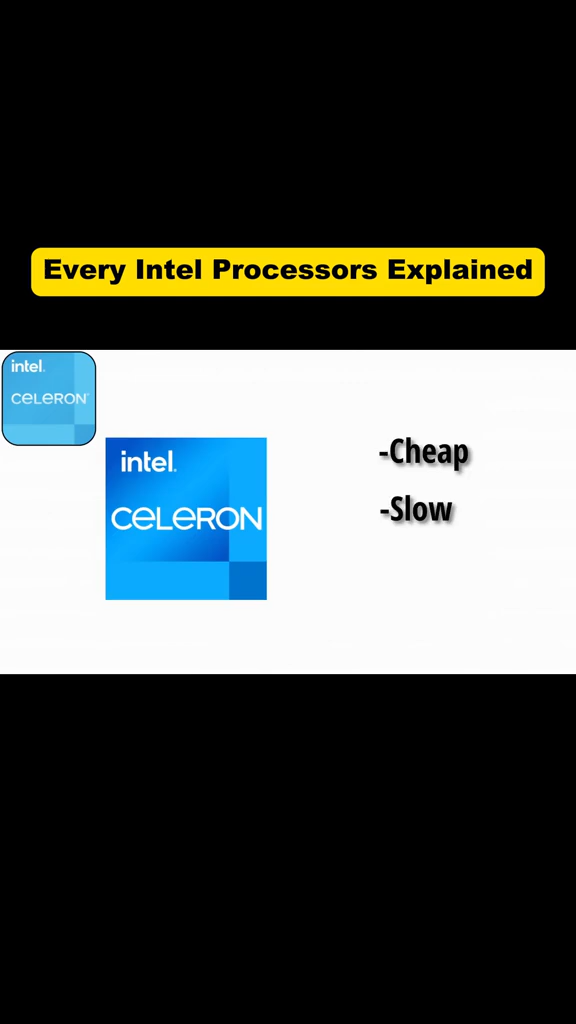 Every Intel Processors Explained
intel.
CELERON
intel.
CELERON
-Cheap
-Slow